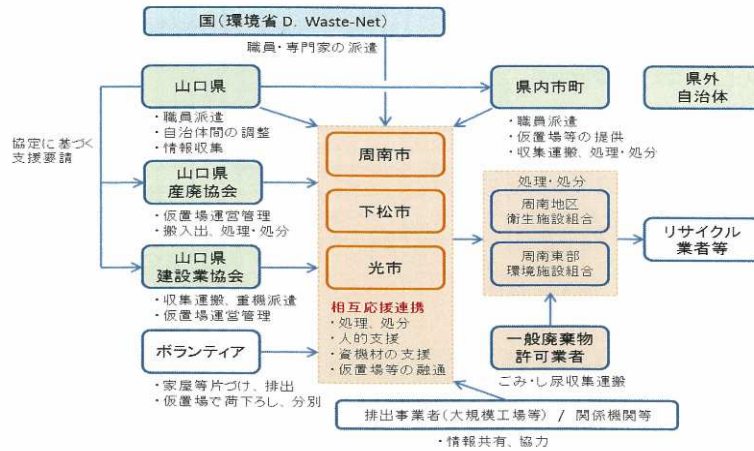 国(環境省 D. Waste-Net)
職員・専門家の派遣
山口県
県内市町
県外
自治体
・職員派遣
・自治体間の調整
・情報収集
・職員派遣
・仮置場等の提供
・収集運搬、処理・処分
協定に基づく
支援要請
周南市
下松市
光市
山口県
産廃協会
・仮置場運営管理
・搬入出、処理・処分
処理・処分
周南地区
衛生施設組合
周南東部
環境施設組合
リサイクル
業者等
山口県
建設業協会
・収集運搬、重機派遣
・仮置場運営管理
相互応援連携
・処理、処分
・人的支援
・資機材の支援
・仮置場等の融通
一般廃棄物
許可業者
ごみ・し尿収集運搬
ボランティア
・家屋等片づけ、排出
・仮置場で荷下ろし、分別
排出事業者(大規模工場等) / 関係機関等
・情報共有、協力